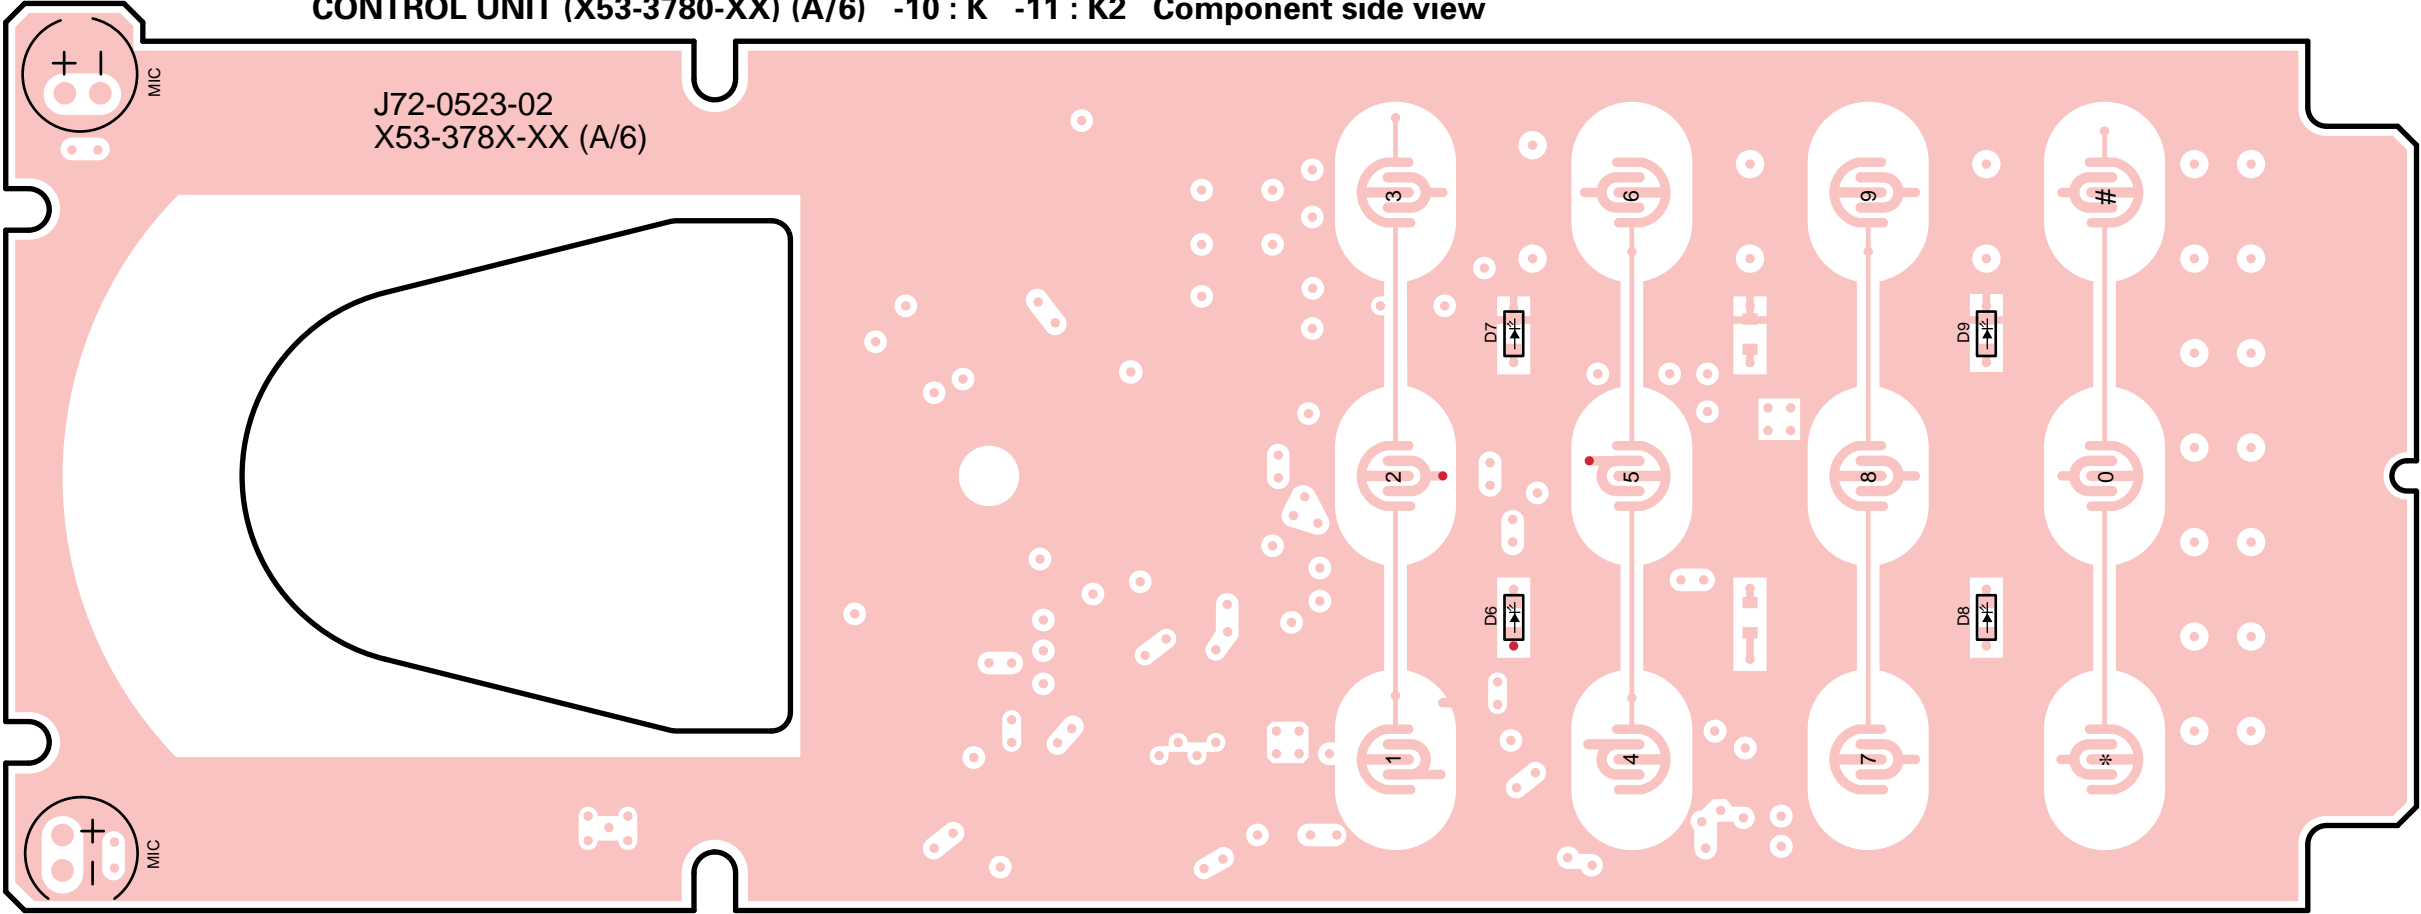 CONTROL UNIT (X53-3780-XX) (A/6) -10 : K -11 : K2 Component side view
+ −
MIC
J72-0523-02
X53-378X-XX (A/6)
3
6
9
#
D7
D9
2
5
8
0
D6
D8
1
4
7
*
+ −
MIC